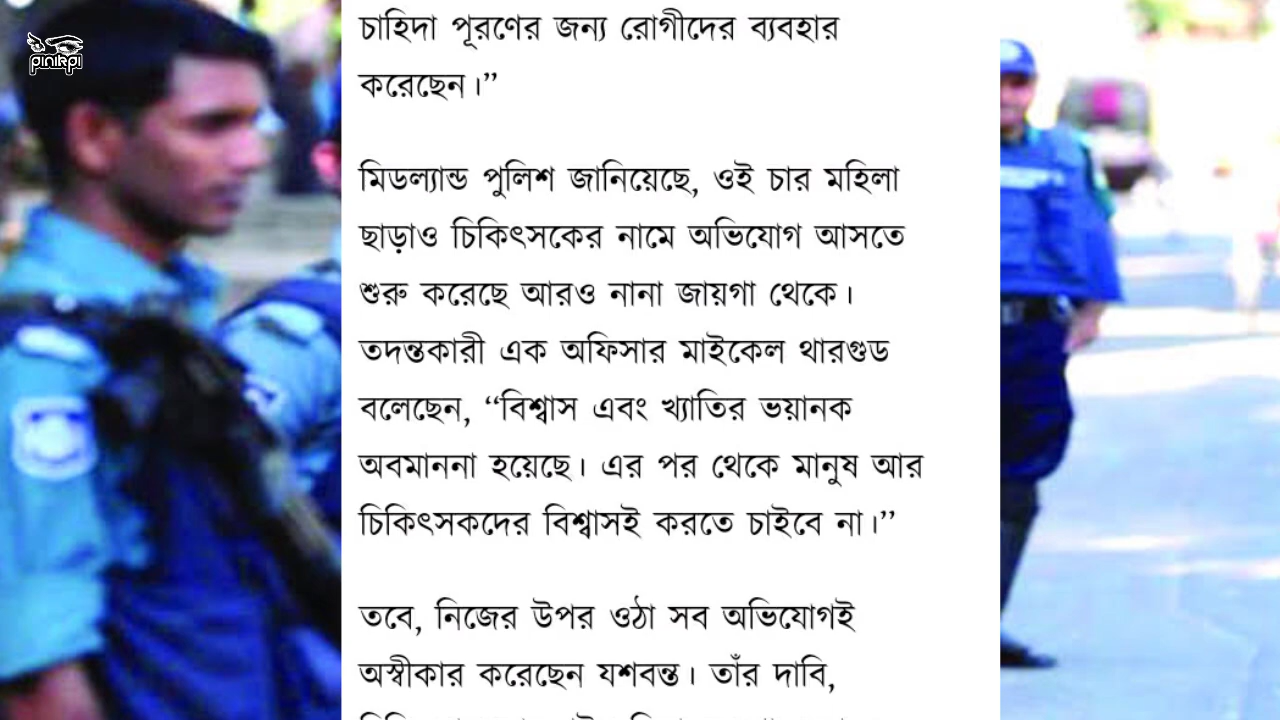 pinikpi
চাহিদা পূরণের জন্য রোগীদের ব্যবহার
করেছেন।”
মিডল্যান্ড পুলিশ জানিয়েছে, ওই চার মহিলা
ছাড়াও চিকিৎসকের নামে অভিযোগ আসতে
শুরু করেছে আরও নানা জায়গা থেকে।
তদন্তকারী এক অফিসার মাইকেল থারগুড
বলেছেন, “বিশ্বাস এবং খ্যাতির ভয়ানক
অবমাননা হয়েছে। এর পর থেকে মানুষ আর
চিকিৎসকদের বিশ্বাসই করতে চাইবে না।”
তবে, নিজের উপর ওঠা সব অভিযোগই
অস্বীকার করেছেন যশবন্ত। তাঁর দাবি,